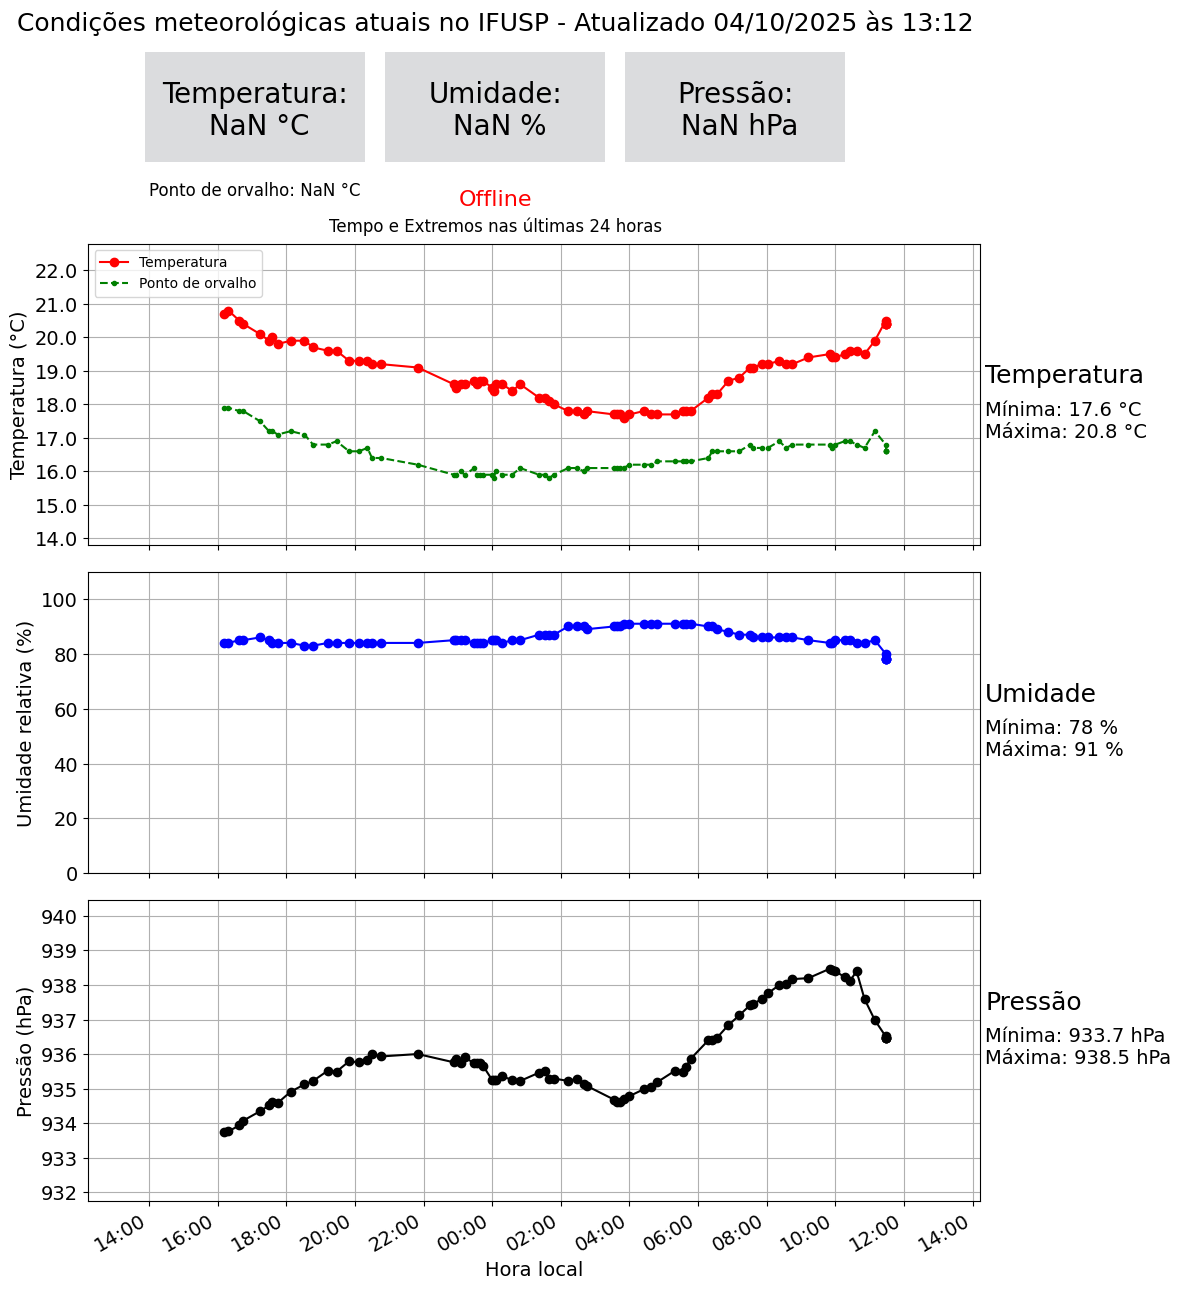 Condições meteorológicas atuais no IFUSP - Atualizado 04/10/2025 às 13:12
Temperatura:
NaN °C
Umidade:
NaN %
Pressão:
NaN hPa
Ponto de orvalho: NaN °C
Offline
Tempo e Extremos nas últimas 24 horas
Temperatura
Ponto de orvalho
Temperatura (°C)
22.0
21.0
20.0
19.0
18.0
17.0
16.0
15.0
14.0
Temperatura
Mínima: 17.6 °C
Máxima: 20.8 °C
Umidade relativa (%)
100
80
60
40
20
0
Umidade
Mínima: 78 %
Máxima: 91 %
Pressão (hPa)
940
939
938
937
936
935
934
933
932
Pressão
Mínima: 933.7 hPa
Máxima: 938.5 hPa
14:00
16:00
18:00
20:00
22:00
00:00
02:00
04:00
06:00
08:00
10:00
12:00
14:00
Hora local